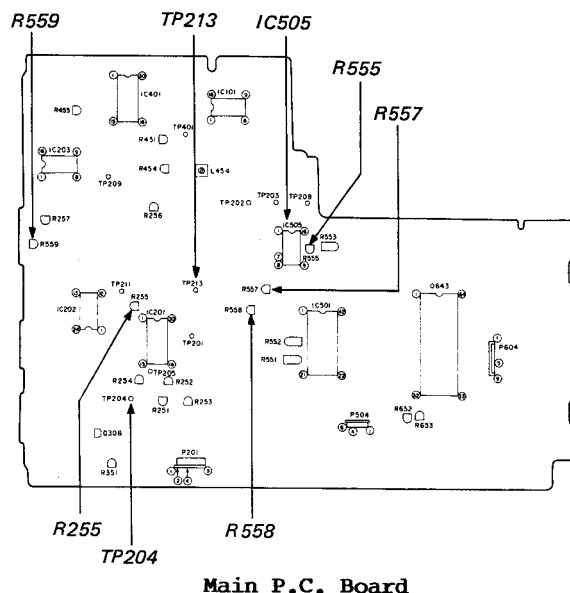 R559 TP213 IC505
R555
R557
IC401
IC101
R455
TP401
R451
IC203
R454 L454
TP209
TP202 TP203 TP208
R256
R257
IC505
R553
R559
R555
TP211 TP213 R557
R255
IC202 IC201
R558
IC501
TP201
R552
P604
R551
TP205
R254 R252
TP204 R251 R253
P504
R652
R653
P201
R351
R255
R558
TP204
Main P.C. Board